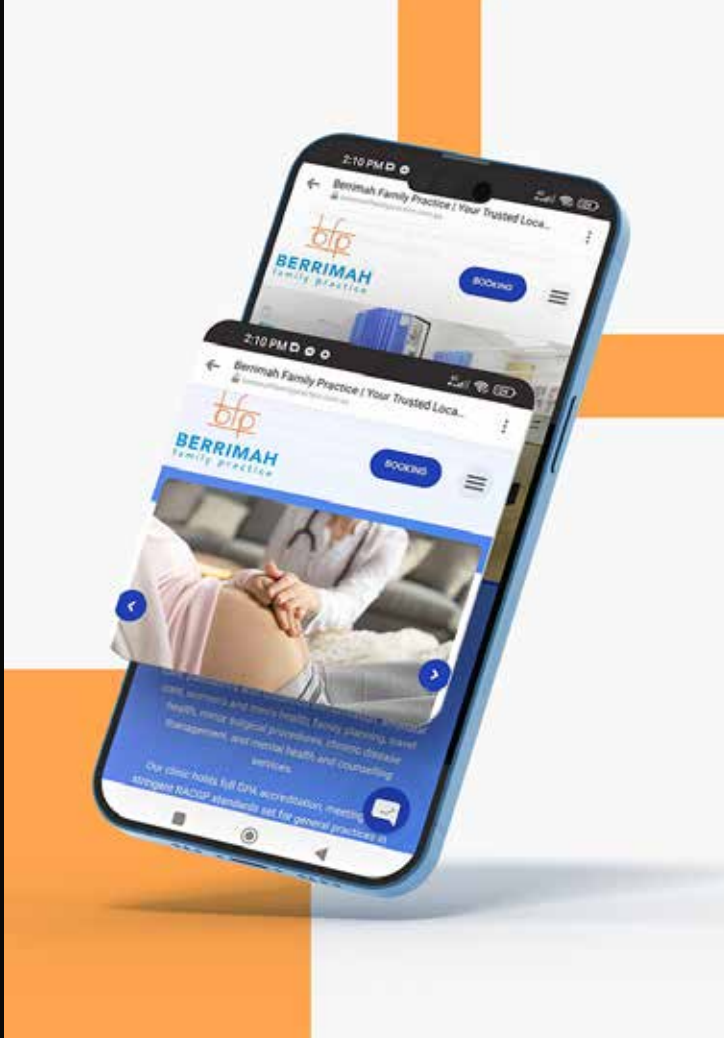 2:10 PM
Berrimah Family Practice | Your Trusted Loca...
bfp
BERRIMAH
family practice
BOOKING
2:10 PM
Berrimah Family Practice | Your Trusted Loca...
bfp
BERRIMAH
family practice
BOOKING
care, women's and men's health, family planning, travel
health, minor surgical procedures, chronic disease
management, and mental health and counselling
services.
Our clinic holds full GPA accreditation, meeting
stringent RACGP standards set for general practices in